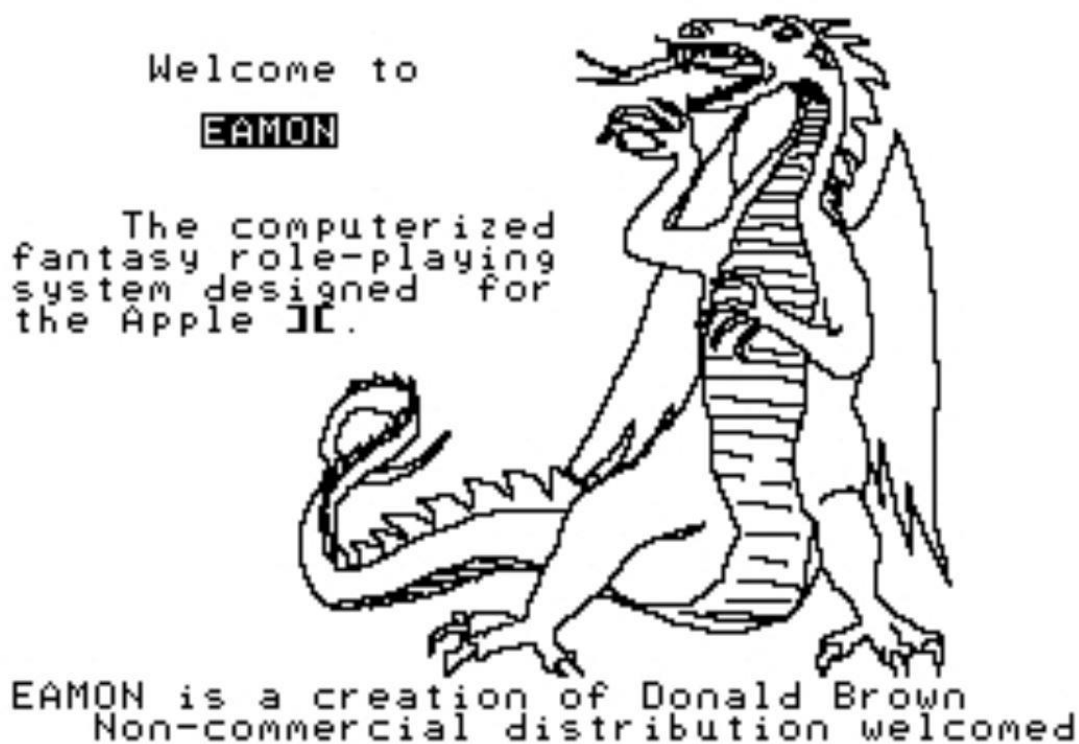 Welcome to
EAMON
The computerized
fantasy role-playing
system designed for
the Apple ][.
EAMON is a creation of Donald Brown
Non-commercial distribution welcomed